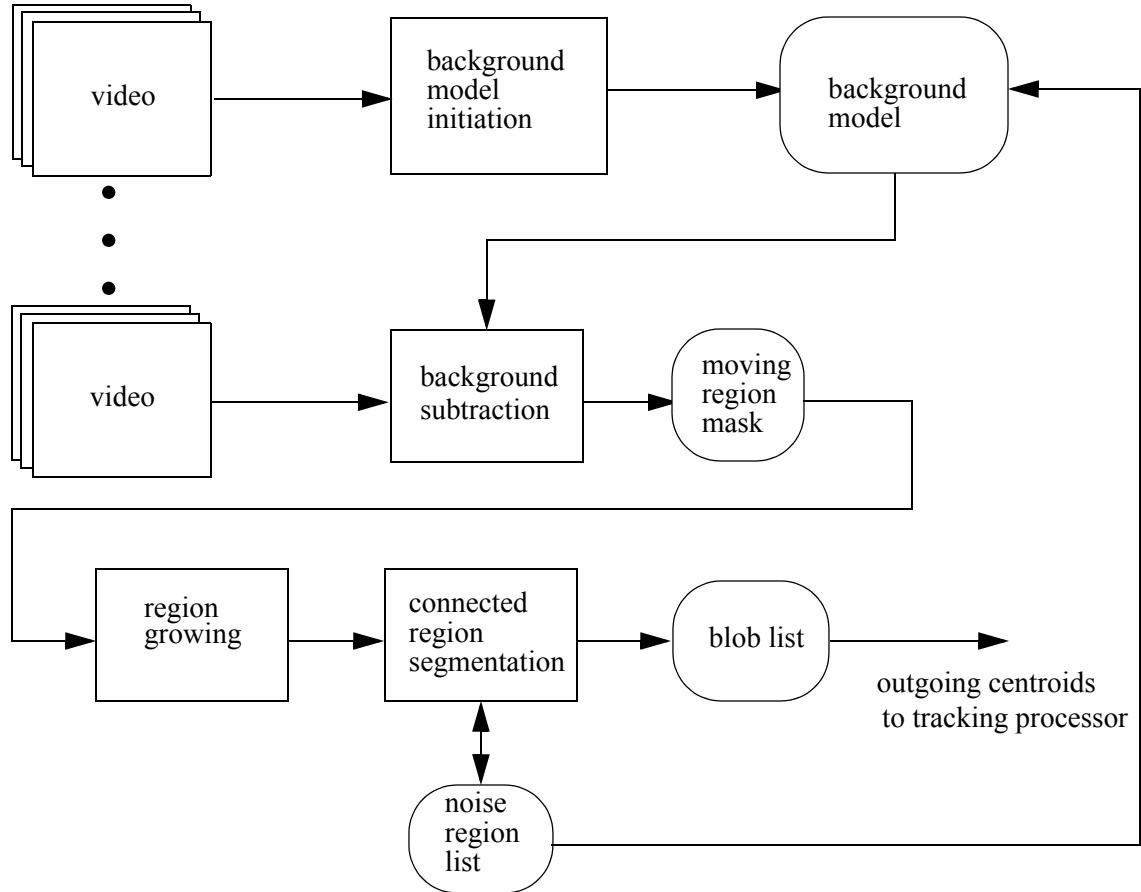 video
background
model
initiation
background
model
video
background
subtraction
moving
region
mask
region
growing
connected
region
segmentation
blob list
outgoing centroids
to tracking processor
noise
region
list